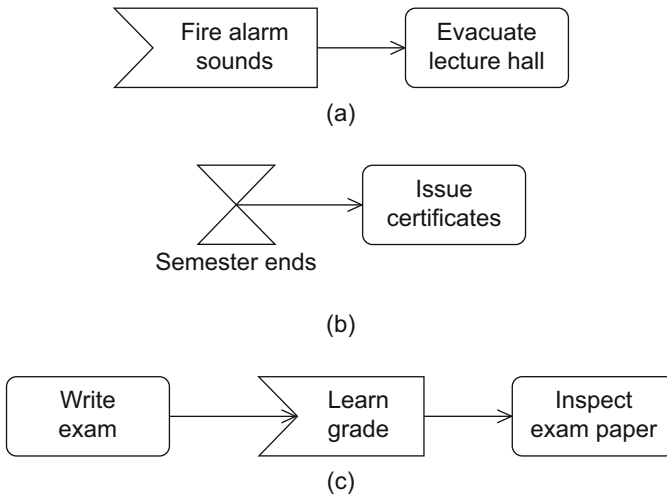 Fire alarm
sounds
Evacuate
lecture hall
(a)
Issue
certificates
Semester ends
(b)
Write
exam
Learn
grade
Inspect
exam paper
(c)